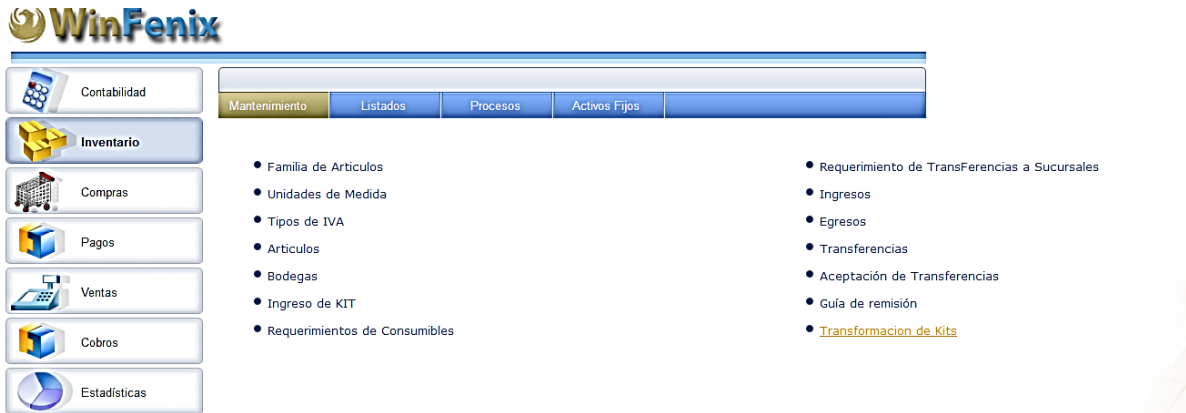 WinFenix
Contabilidad
Inventario
Compras
Pagos
Ventas
Cobros
Estadísticas
Mantenimiento Listados Procesos Activos Fijos
Familia de Articulos
Unidades de Medida
Tipos de IVA
Articulos
Bodegas
Ingreso de KIT
Requerimientos de Consumibles
Requerimiento de TransFerencias a Sucursales
Ingresos
Egresos
Transferencias
Aceptación de Transferencias
Guía de remisión
Transformacion de Kits